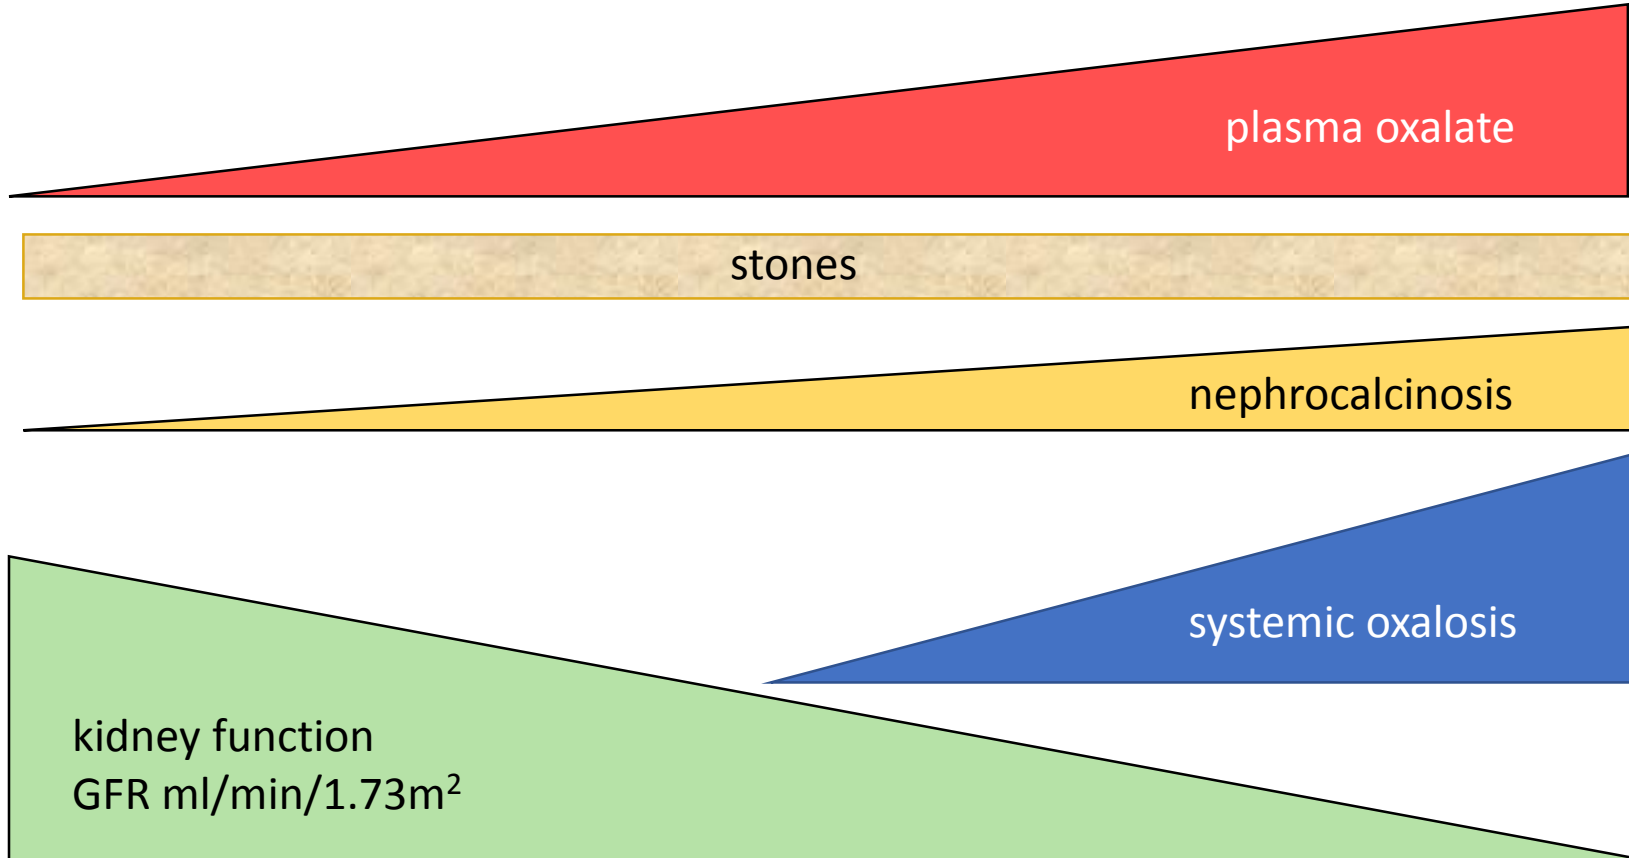 plasma oxalate
stones
nephrocalcinosis
systemic oxalosis
kidney function
GFR ml/min/1.73m²